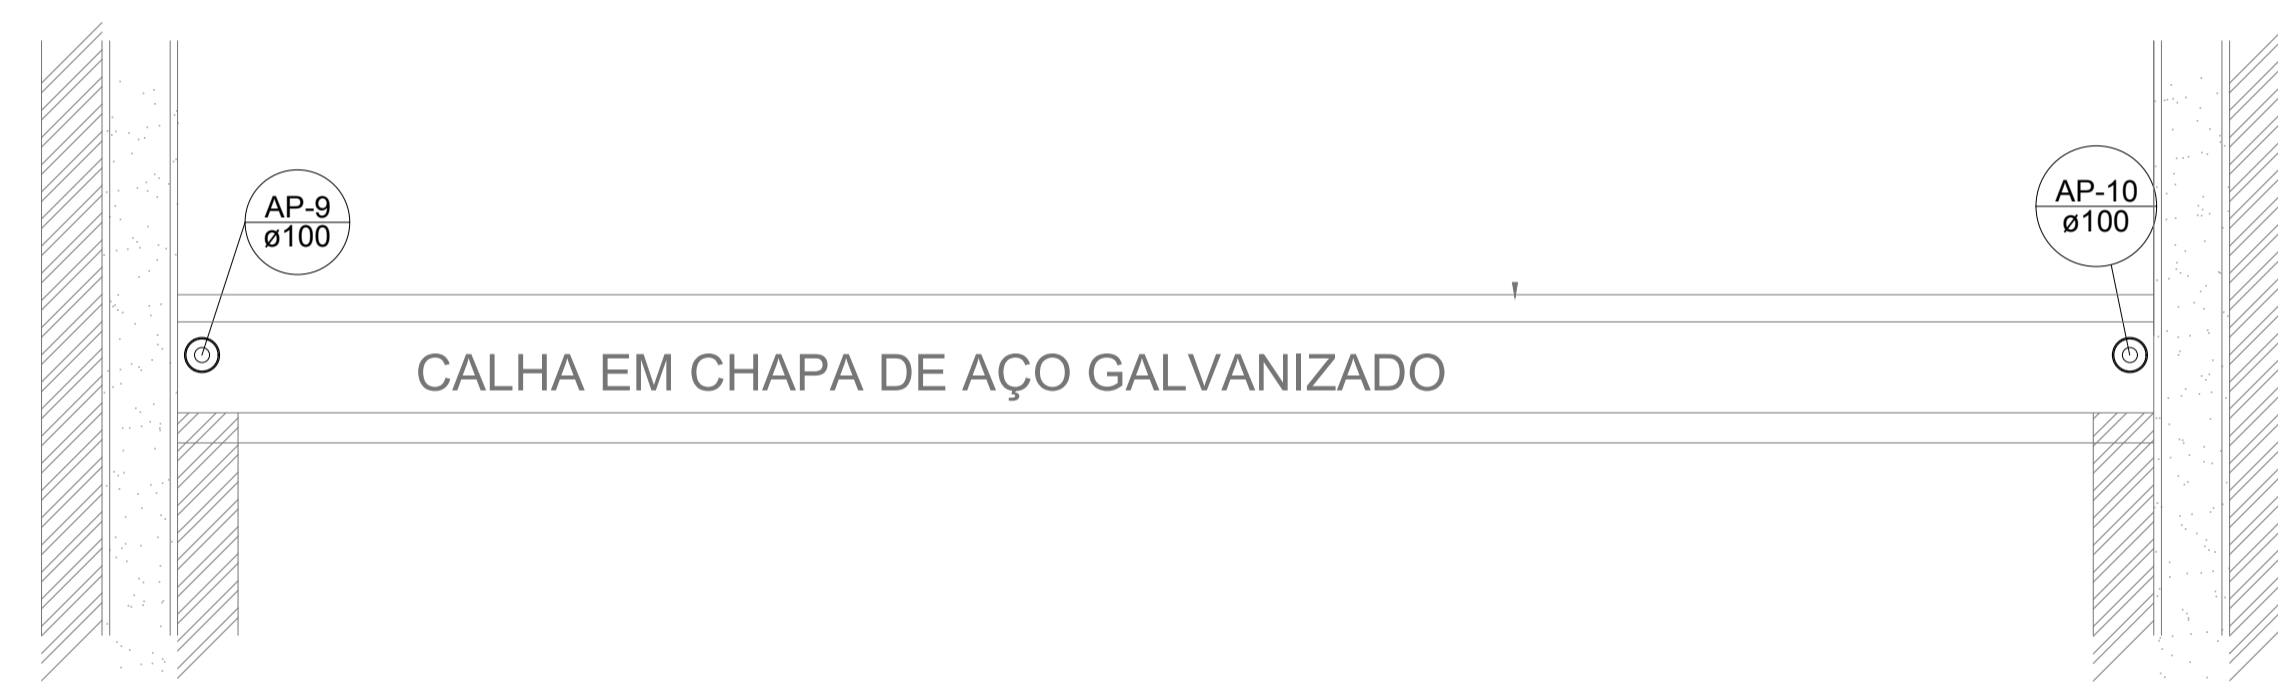 AP-9
ø100
AP-10
ø100
CALHA EM CHAPA DE AÇO GALVANIZADO